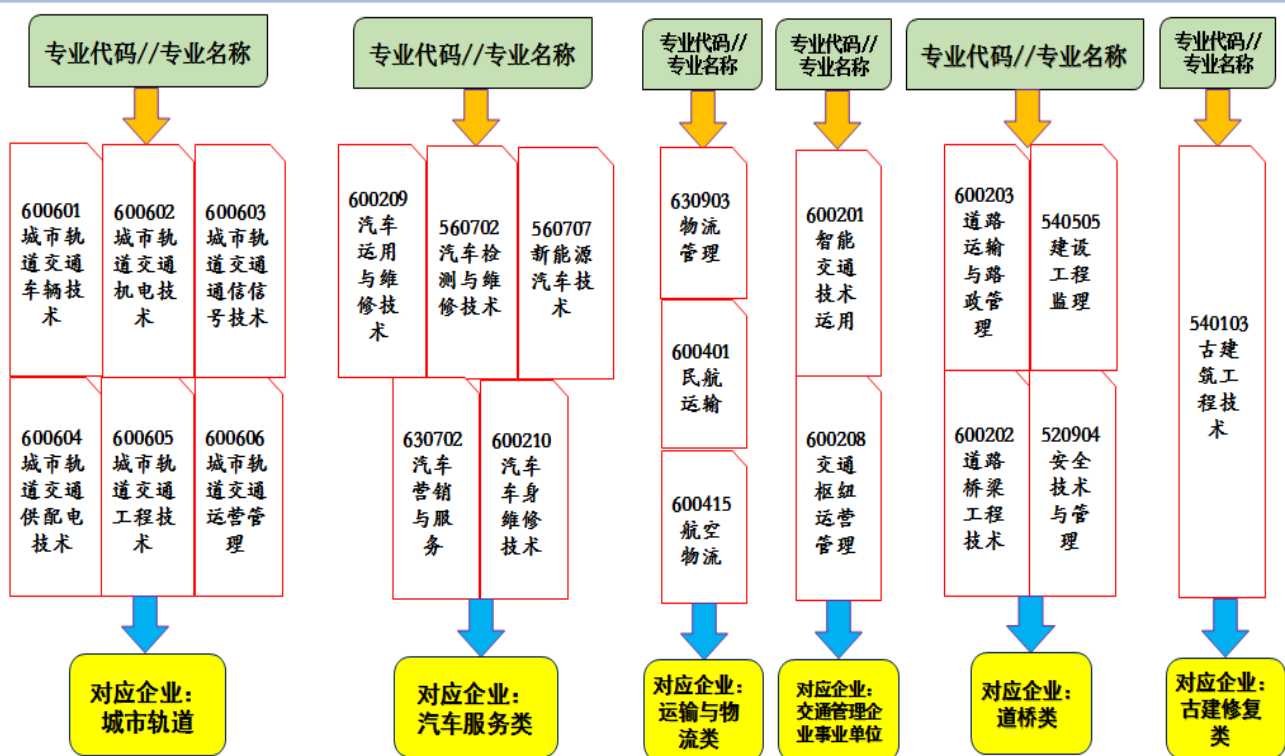 专业代码//专业名称
600601
城市轨
道交通
车辆技
术
600602
城市轨
道交通
机电技
术
600603
城市轨
道交通
通信信
号技术
600604
城市轨
道交通
供配电
技术
600605
城市轨
道交通
工程技
术
600606
城市轨
道交通
运营管
理
对应企业：
城市轨道
专业代码//专业名称
600209
汽车
运用
与维
修技
术
560702
汽车检
测与维
修技术
560707
新能源
汽车技
术
630702
汽车
营销
与服
务
600210
汽车
车身
维修
技术
对应企业：
汽车服务类
专业代码//
专业名称
630903
物流
管理
600401
民航
运输
600415
航空
物流
对应企业：
运输与物
流类
专业代码//
专业名称
600201
智能
交通
技术
运用
600208
交通
枢纽
运营
管理
对应企业：
交通管理企
业事业单位
专业代码//专业名称
600203
道路
运输
与路
政管
理
540505
建设
工程
监理
600202
道路
桥梁
工程
技术
520904
安全
技术
与管
理
对应企业：
道桥类
专业代码//
专业名称
540103
古建
筑工
程技
术
对应企业：
古建修复
类